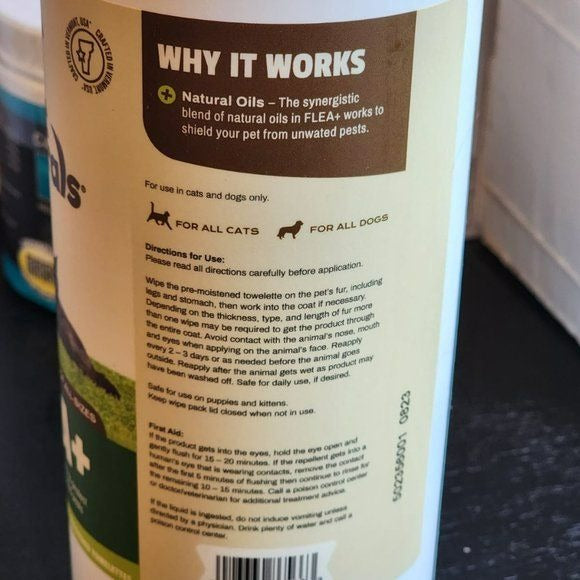 CRAFTED IN VERMONT, USA CRAFTED IN VERMONT, USA
als
WHY IT WORKS
Natural Oils – The synergistic
blend of natural oils in FLEA+ works to
shield your pet from unwated pests.
For use in cats and dogs only.
FOR ALL CATS FOR ALL DOGS
Directions for Use:
Please read all directions carefully before application.
Wipe the pre-moistened towelette on the pet's fur, including
legs and stomach, then work into the coat if necessary.
Depending on the thickness, type, and length of fur more
than one wipe may be required to get the product through
the entire coat. Avoid contact with the animal's nose, mouth
and eyes when applying on the animal's face. Reapply
every 2 – 3 days or as needed before the animal goes
outside. Reapply after the animal gets wet as product may
have been washed off. Safe for daily use, if desired.
Safe for use on puppies and kittens.
Keep wipe pack lid closed when not in use.
First Aid:
If the product gets into the eyes, hold the eye open and
gently flush for 15 – 20 minutes. If the repellent gets into a
human's eye that is wearing contacts, remove the contact
after the first 5 minutes of flushing then continue to rinse for
the remaining 10 – 15 minutes. Call a poison control center
or doctor/veterinarian for additional treatment advice.
If the liquid is ingested, do not induce vomiting unless
directed by a physician. Drink plenty of water and call a
poison control center.
502358001 0823